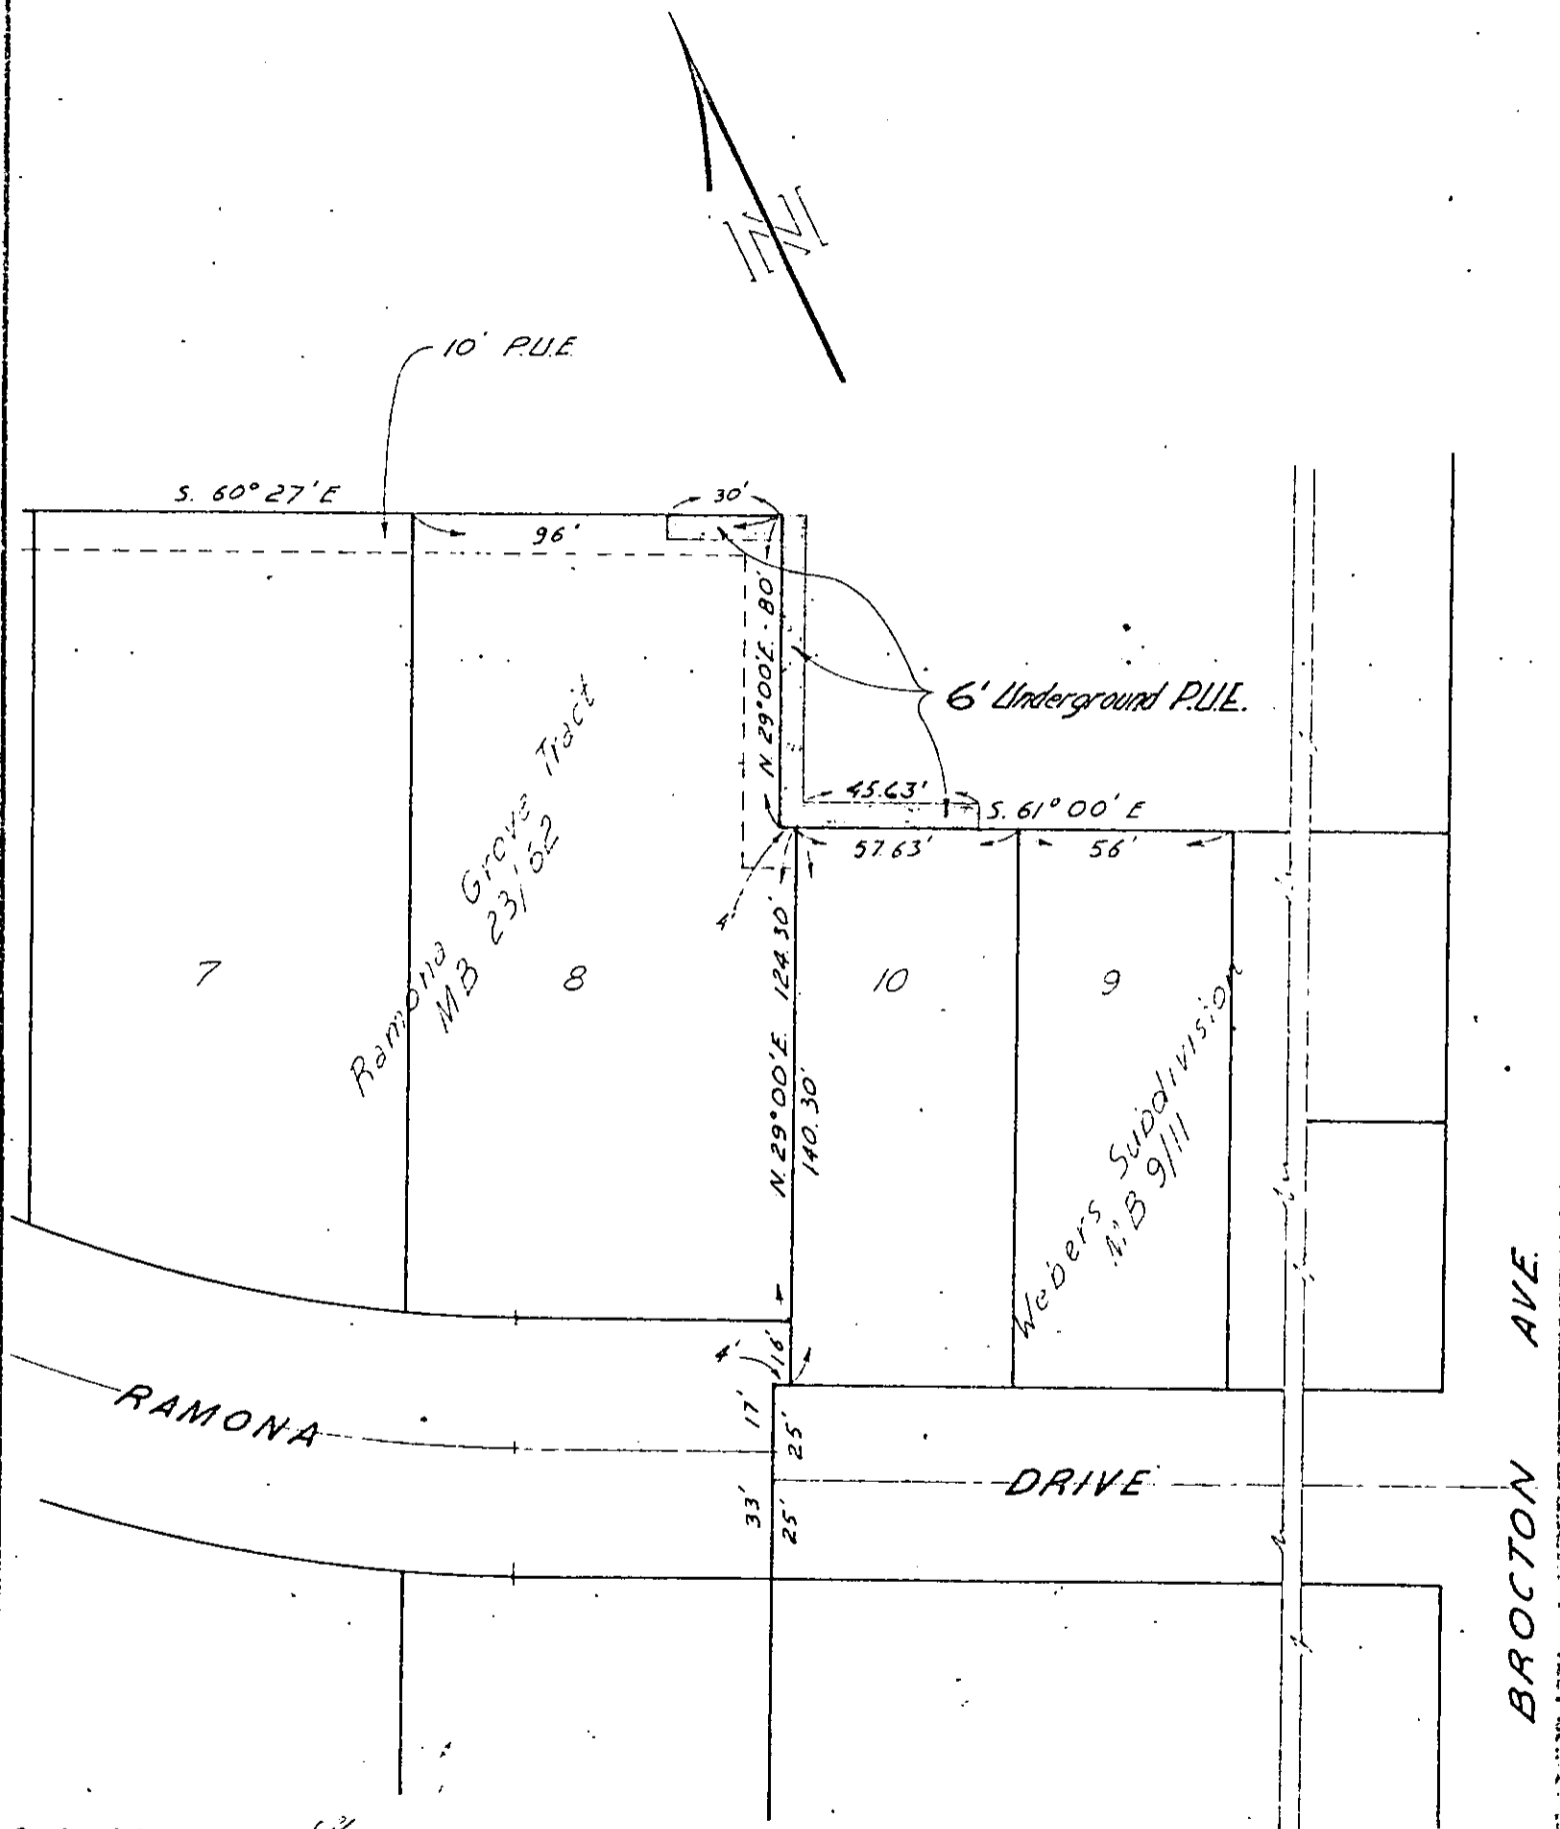 N
10' P.U.E.
S. 60° 27' E
30'
96'
N. 29°00'E. - 80'
6' Underground P.U.E.
45.63'
S. 61° 00' E
57.63'
56'
4'
Ramona Grove Tract
MB 23/62
7
8
10
9
N. 29°00'E. 124.30'
140.30'
Webers Subdivision
M.B 9/11
4'
16'
17'
25'
33'
25'
RAMONA
DRIVE
BROCTON AVE.